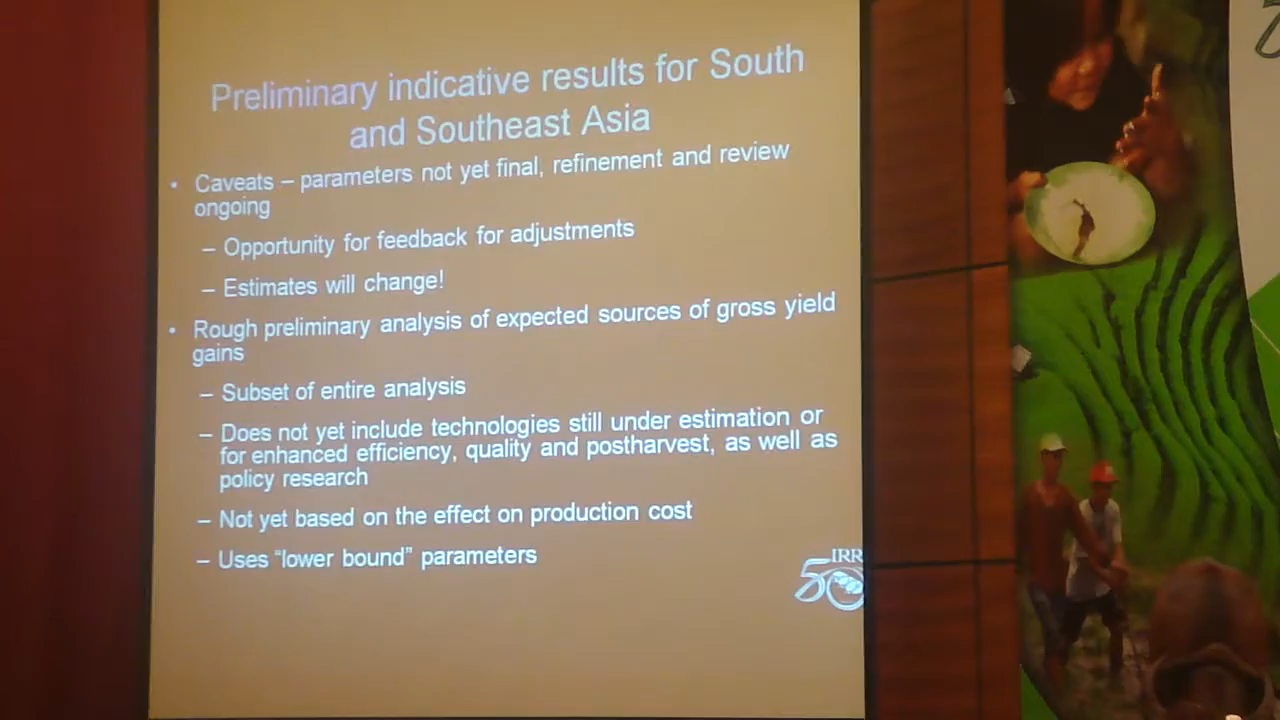 Preliminary indicative results for South
and Southeast Asia
• Caveats – parameters not yet final, refinement and review
ongoing
– Opportunity for feedback for adjustments
– Estimates will change!
• Rough preliminary analysis of expected sources of gross yield
gains
– Subset of entire analysis
– Does not yet include technologies still under estimation or
for enhanced efficiency, quality and postharvest, as well as
policy research
– Not yet based on the effect on production cost
– Uses “lower bound” parameters
IRR
50